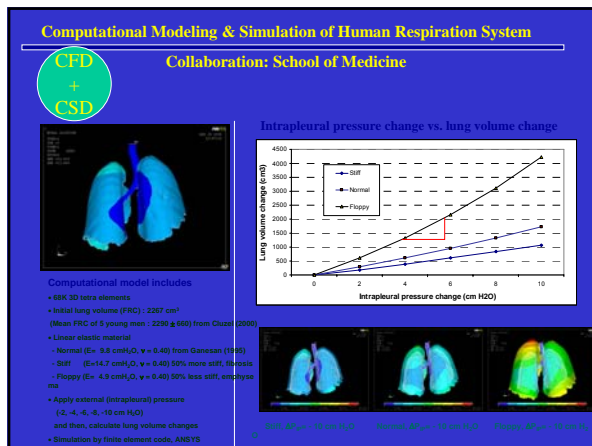 Computational Modeling & Simulation of Human Respiration System
CFD
+
CSD
Collaboration: School of Medicine
Intrapleural pressure change vs. lung volume change
Lung volume change (cm3)
4500
4000
3500
3000
2500
2000
1500
1000
500
0
Stiff
Normal
Floppy
0 2 4 6 8 10
Intrapleural pressure change (cm H2O)
Computational model includes
• 68K 3D tetra elements
• Initial lung volume (FRC) : 2267 cm³
(Mean FRC of 5 young men : 2290 ± 560) from Clusel (2000)
• Linear elastic material
- Normal (E= 9.8 cmH₂O, ν = 0.40) from Ganesan (1995)
- Stiff (E=14.7 cmH₂O, ν = 0.40) 50% more stiff, fibrosis
- Floppy (E= 4.9 cmH₂O, ν = 0.40) 50% less stiff, emphyse
ma
• Apply external (intrapleural) pressure
(-2, -4, -6, -8, -10 cm H₂O)
and then, calculate lung volume changes
• Simulation by finite element code, ANSYS